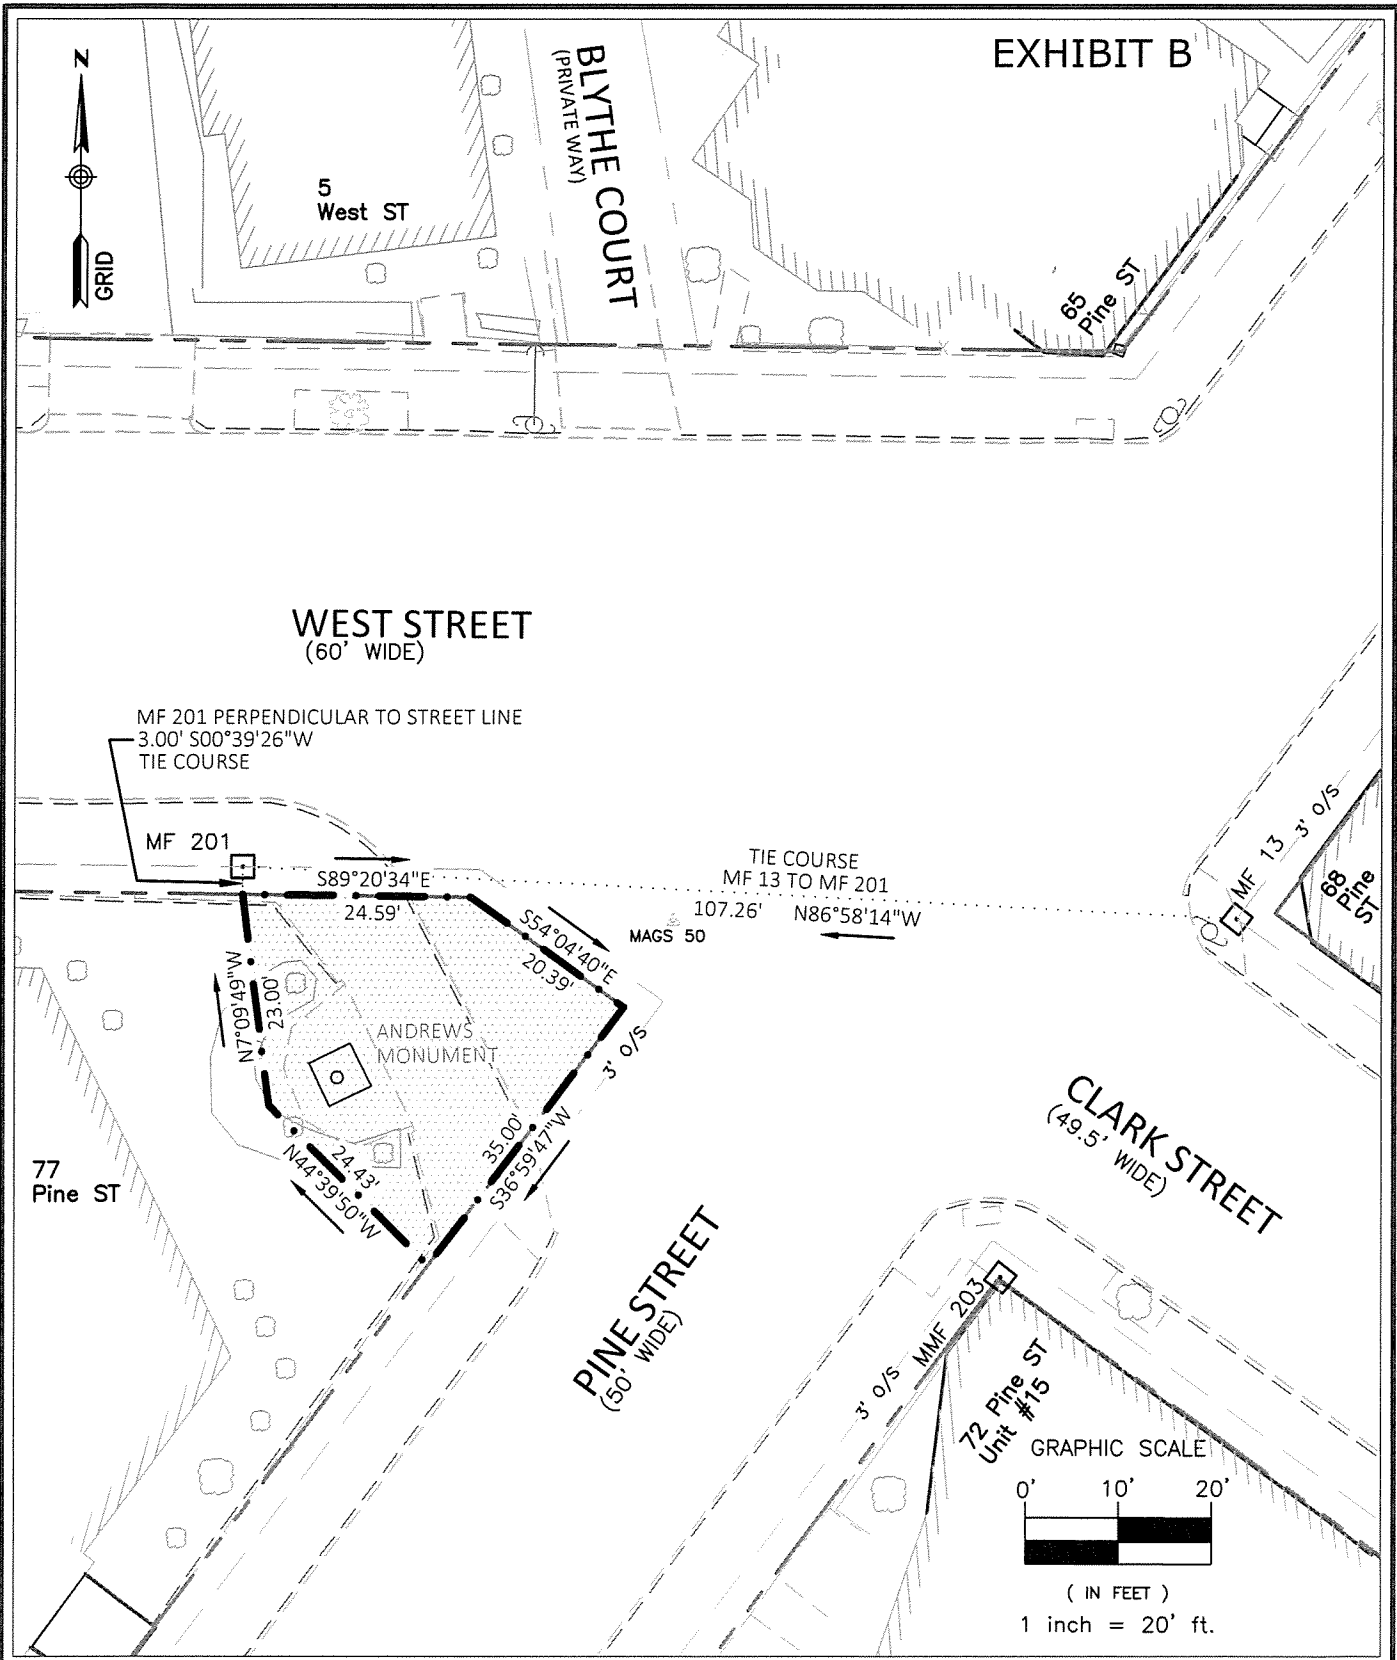 EXHIBIT B
N
GRID
5
West ST
BLYTHE COURT
(PRIVATE WAY)
65
Pine ST
WEST STREET
(60' WIDE)
MF 201 PERPENDICULAR TO STREET LINE
3.00' S00°39'26"W
TIE COURSE
MF 201
S89°20'34"E
24.59'
TIE COURSE
MF 13 TO MF 201
107.26' N86°58'14"W
MAGS 50
MF 13 3' O/S
68
Pine
ST
S54°04'40"E
20.39'
N7°09'49"W
23.00'
ANDREWS
MONUMENT
3' O/S
35.00'
S36°59'47"W
24.43'
N44°39'50"W
77
Pine ST
CLARK STREET
(49.5' WIDE)
PINE STREET
(50' WIDE)
3' O/S MMF 203
72 Pine ST
Unit #15
GRAPHIC SCALE
0' 10' 20'
( IN FEET )
1 inch = 20' ft.